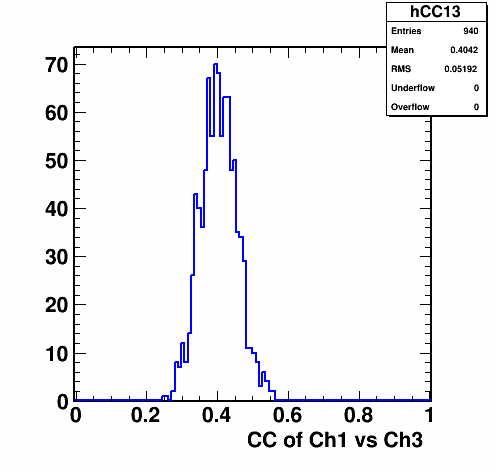 hCC13
Entries 940
Mean 0.4042
RMS 0.05192
Underflow 0
Overflow 0
70
60
50
40
30
20
10
0
0 0.2 0.4 0.6 0.8 1
CC of Ch1 vs Ch3